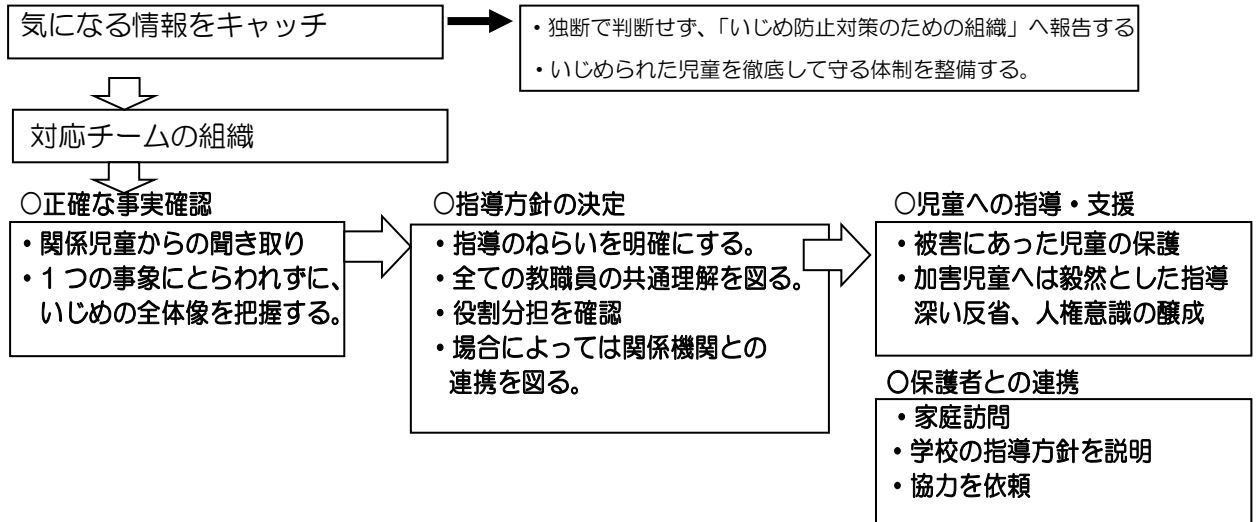 気になる情報をキャッチ
・独断で判断せず、「いじめ防止対策のための組織」へ報告する
・いじめられた児童を徹底して守る体制を整備する。
対応チームの組織
○正確な事実確認
・関係児童からの聞き取り
・1つの事象にとらわれずに、
いじめの全体像を把握する。
○指導方針の決定
・指導のねらいを明確にする。
・全ての教職員の共通理解を図る。
・役割分担を確認
・場合によっては関係機関との
連携を図る。
○児童への指導・支援
・被害にあった児童の保護
・加害児童へは毅然とした指導
深い反省、人権意識の醸成
○保護者との連携
・家庭訪問
・学校の指導方針を説明
・協力を依頼